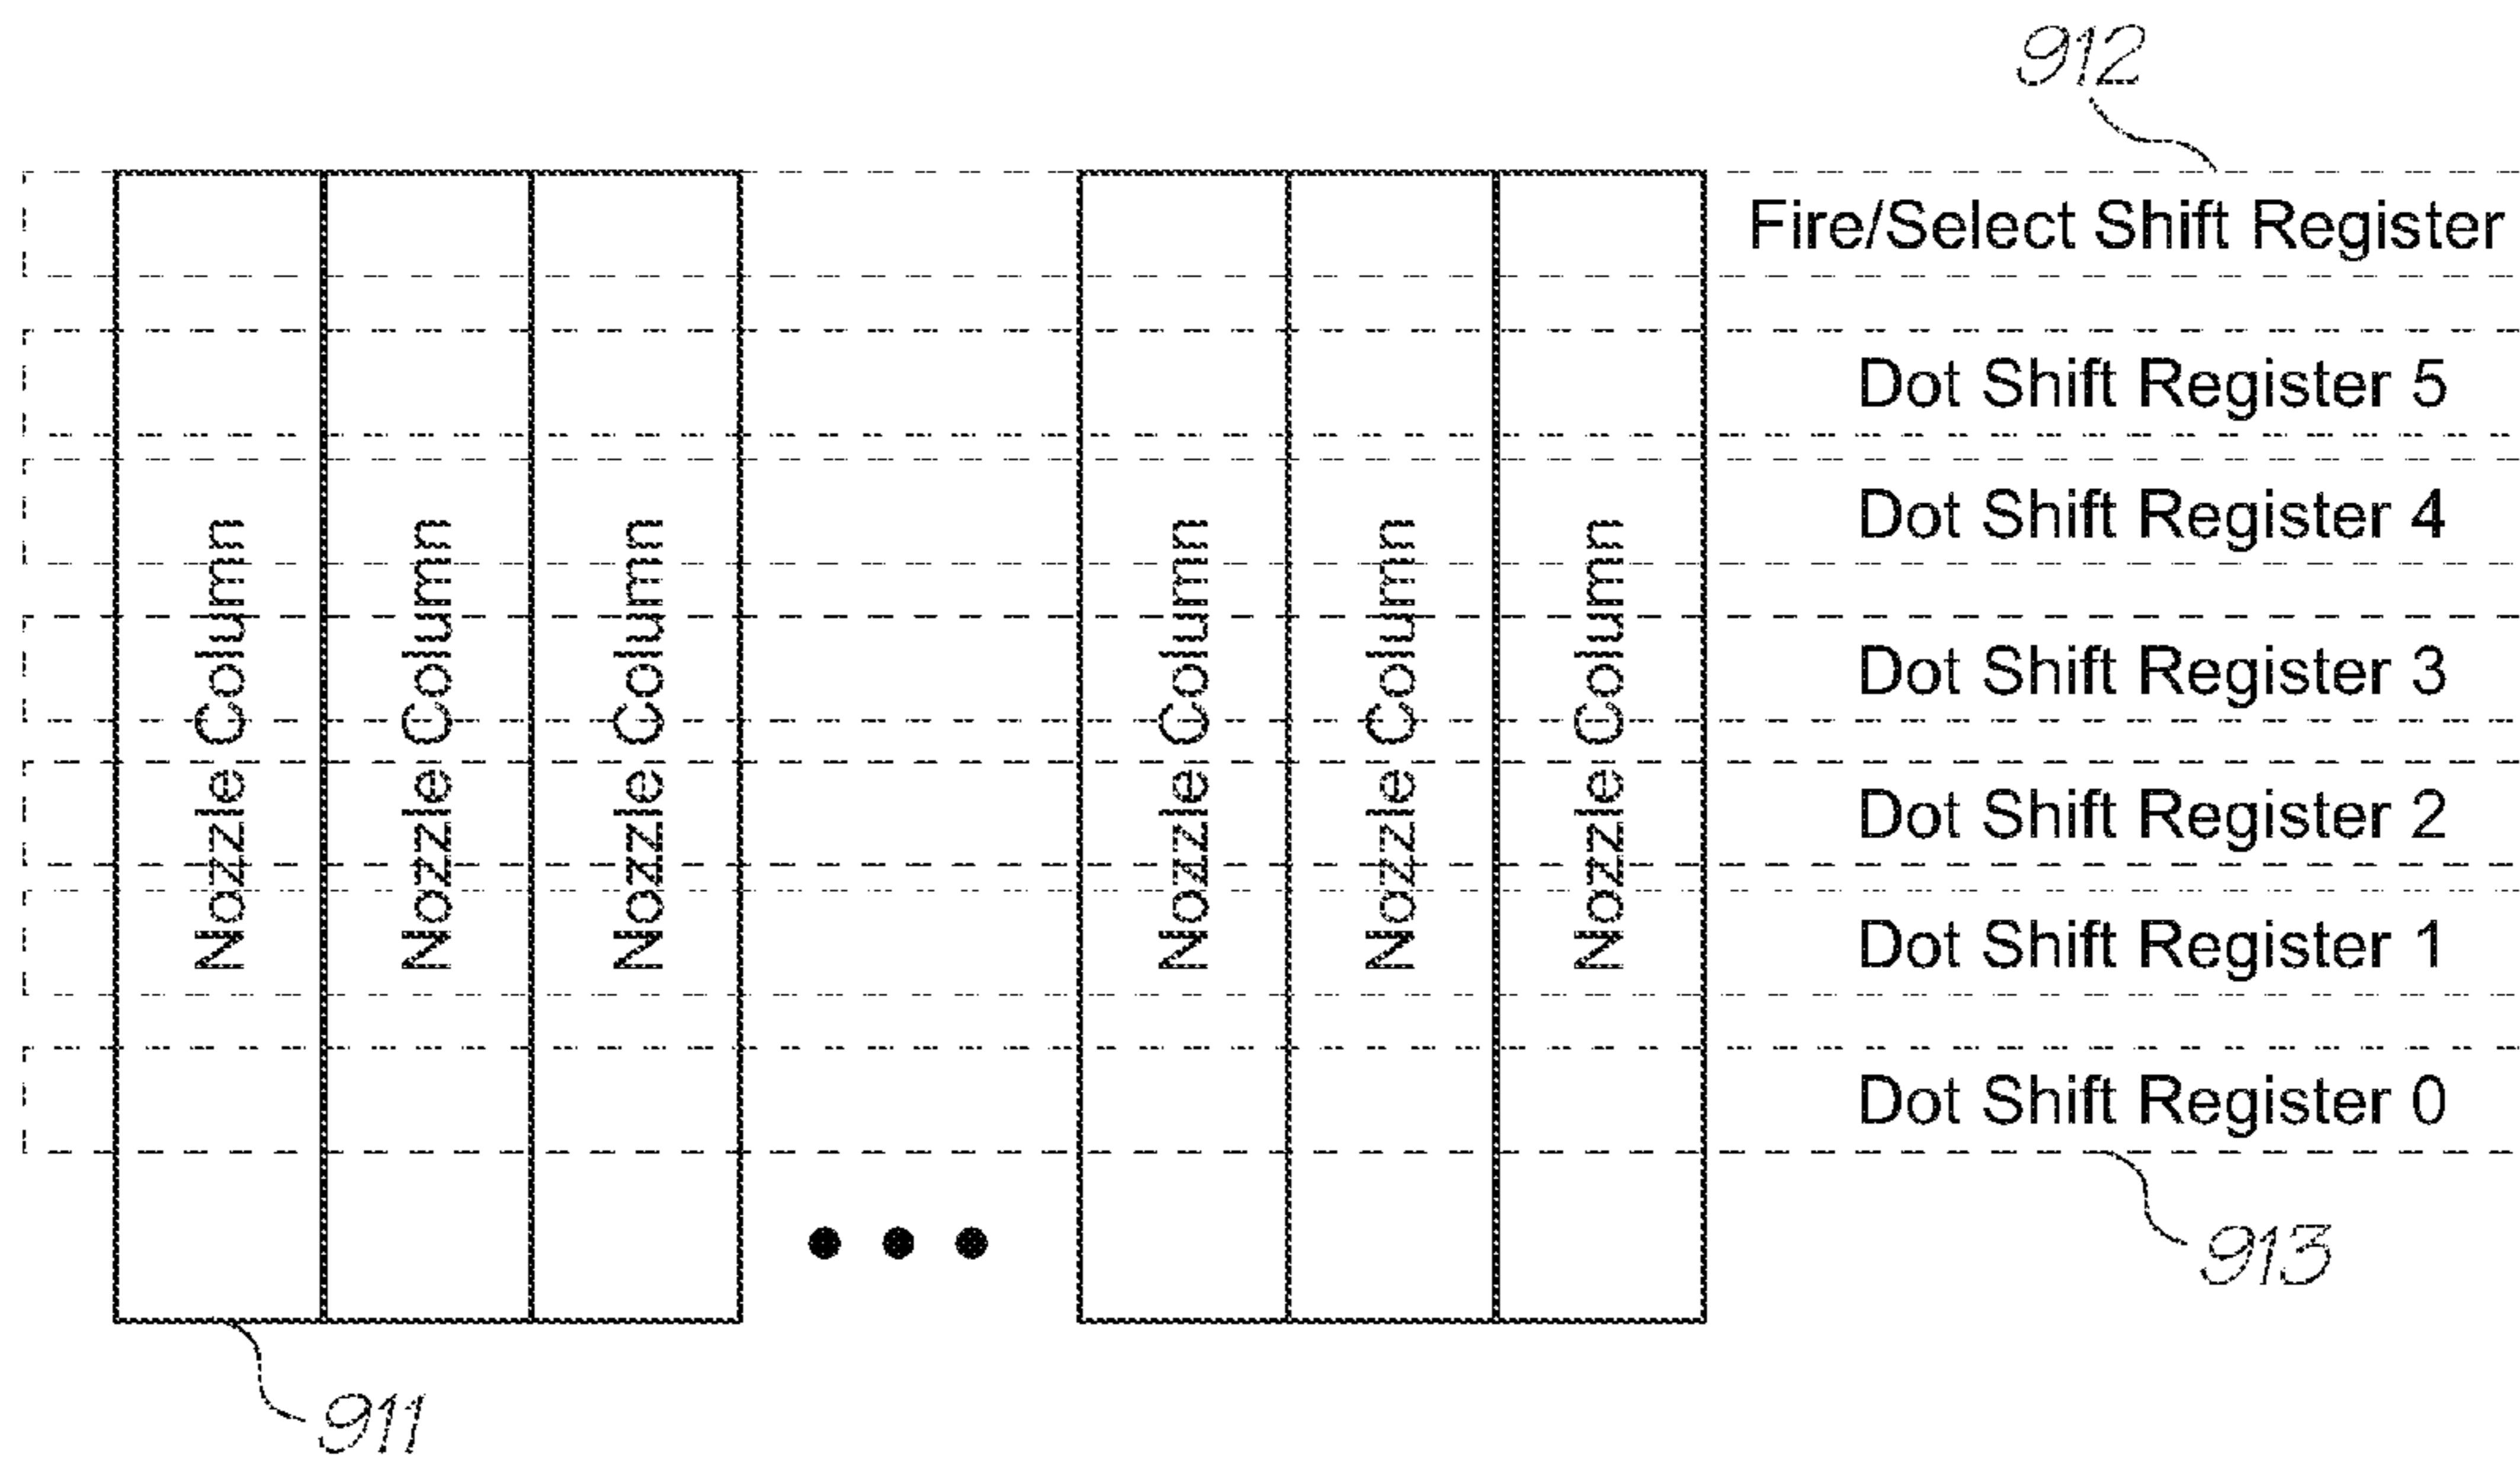 912
Fire/Select Shift Register
Dot Shift Register 5
Dot Shift Register 4
Dot Shift Register 3
Dot Shift Register 2
Dot Shift Register 1
Dot Shift Register 0
Nozzle Column
Nozzle Column
Nozzle Column
Nozzle Column
Nozzle Column
Nozzle Column
913
911